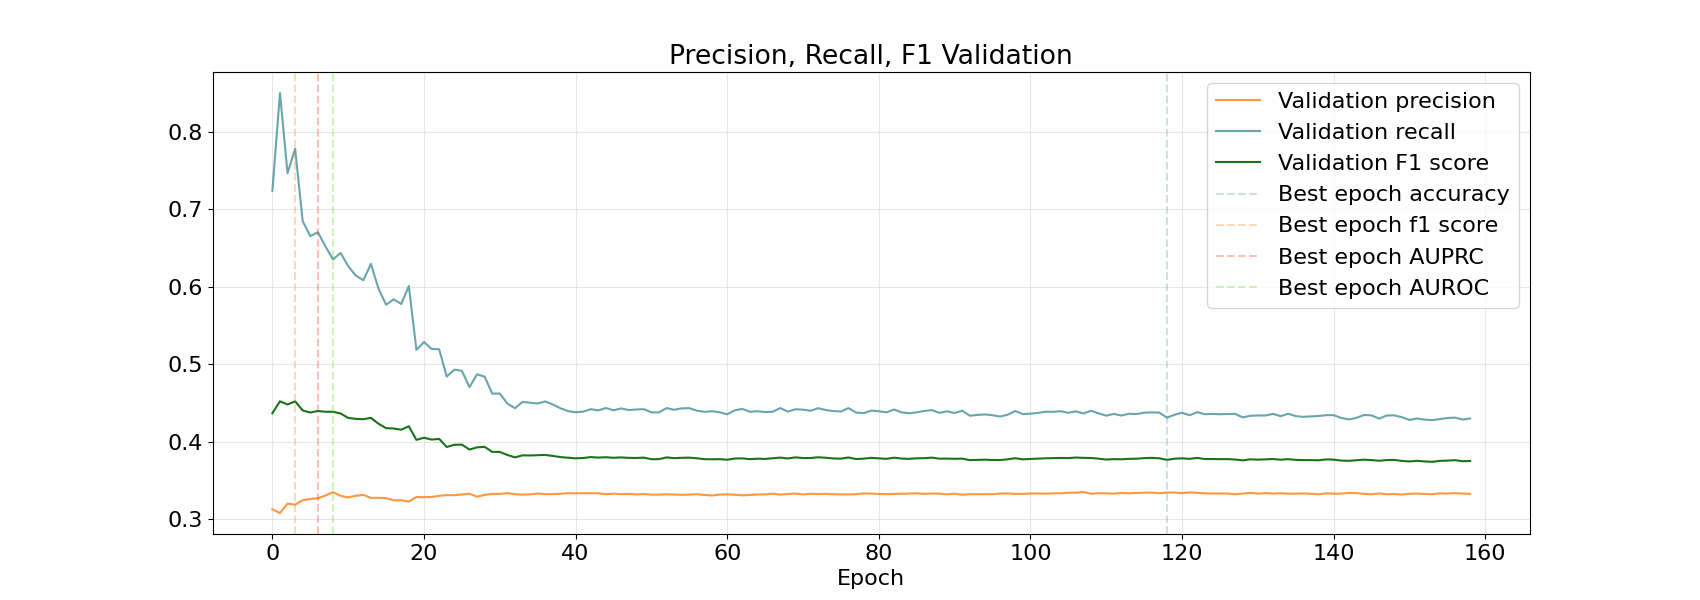 Precision, Recall, F1 Validation
Validation precision
Validation recall
Validation F1 score
Best epoch accuracy
Best epoch f1 score
Best epoch AUPRC
Best epoch AUROC
0.8
0.7
0.6
0.5
0.4
0.3
0 20 40 60 80 100 120 140 160
Epoch